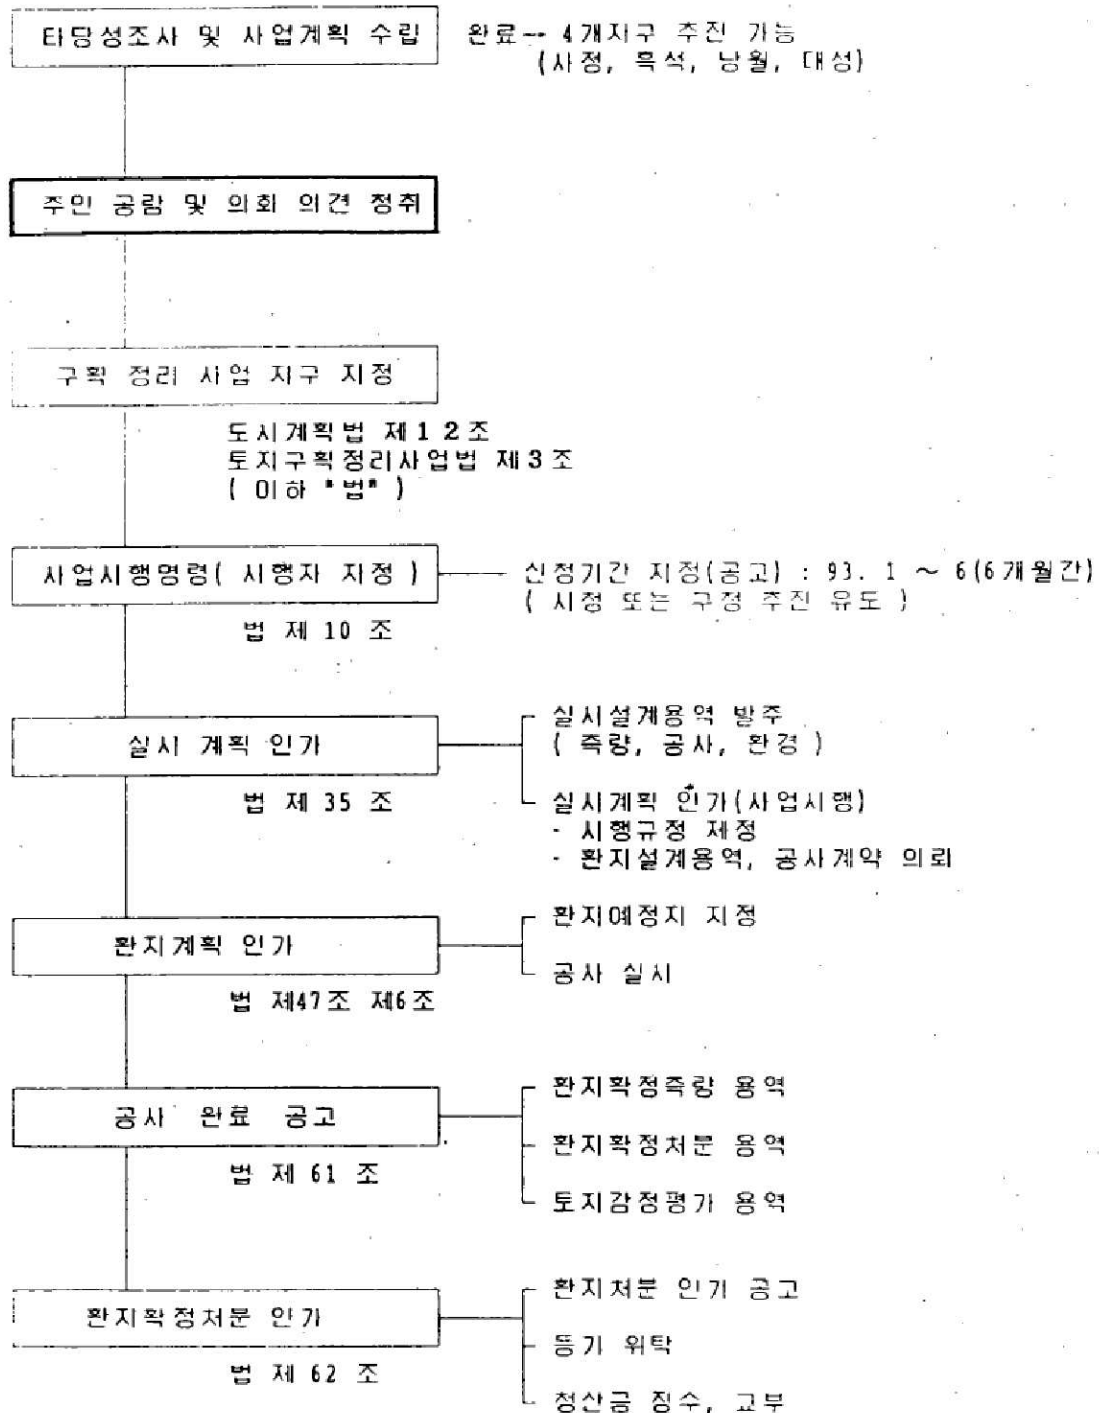 타당성조사 및 사업계획 수립
완료 -- 4개지구 추진 가능
(사정, 흑석, 낭월, 대성)
주민 공람 및 의회 의견 청취
구획 정리 사업 지구 지정
도시계획법 제12조
토지구획정리사업법 제3조
( 이하 "법" )
사업시행명령( 시행자 지정 )
신청기간 지정(공고) : 93. 1 ~ 6(6개월간)
( 시정 또는 구정 추진 유도 )
법 제 10 조
실시 계획 인가
실시설계용역 발주
( 측량, 공사, 환경 )
법 제 35 조
실시계획 인가(사업시행)
- 시행규정 제정
- 환지설계용역, 공사계약 의뢰
환지계획 인가
환지예정지 지정
공사 실시
법 제47조 제6조
공사 완료 공고
환지확정측량 용역
환지확정처분 용역
토지감정평가 용역
법 제 61 조
환지확정처분 인가
환지처분 인가 공고
등기 위탁
청산금 징수, 교부
법 제 62 조